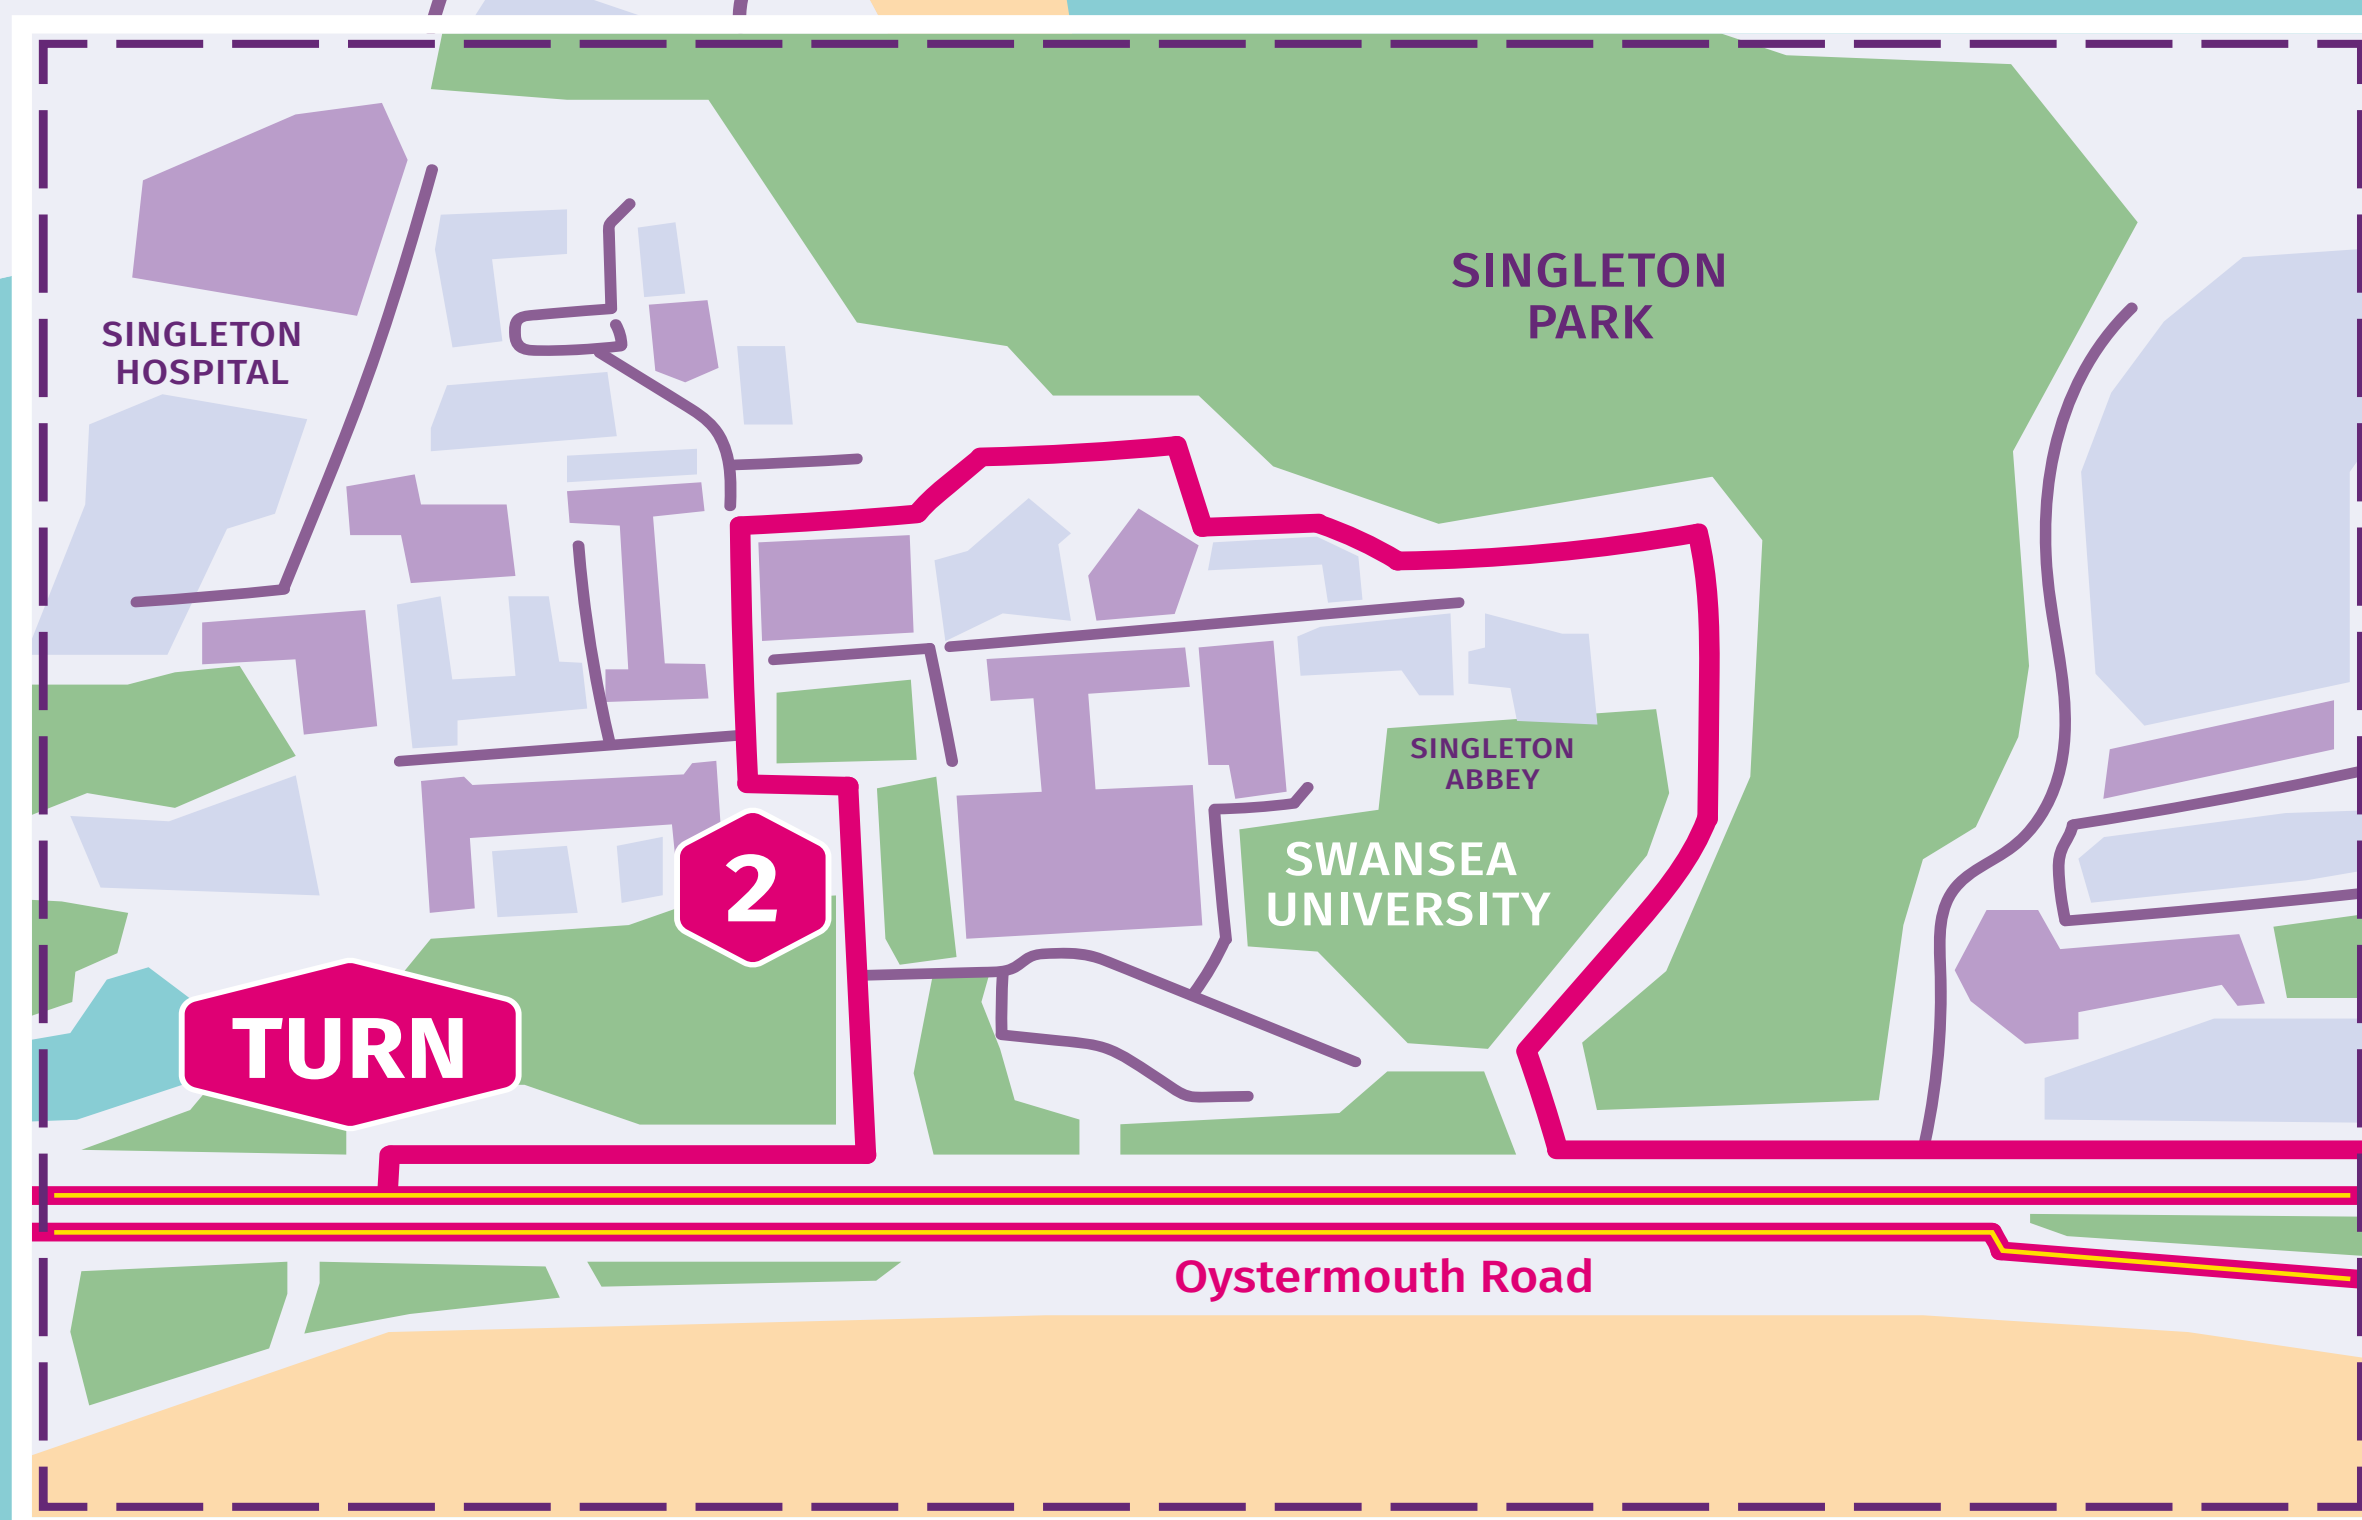 SINGLETON
PARK
SINGLETON
HOSPITAL
SINGLETON
ABBEY
SWANSEA
UNIVERSITY
2
TURN
Oystermouth Road